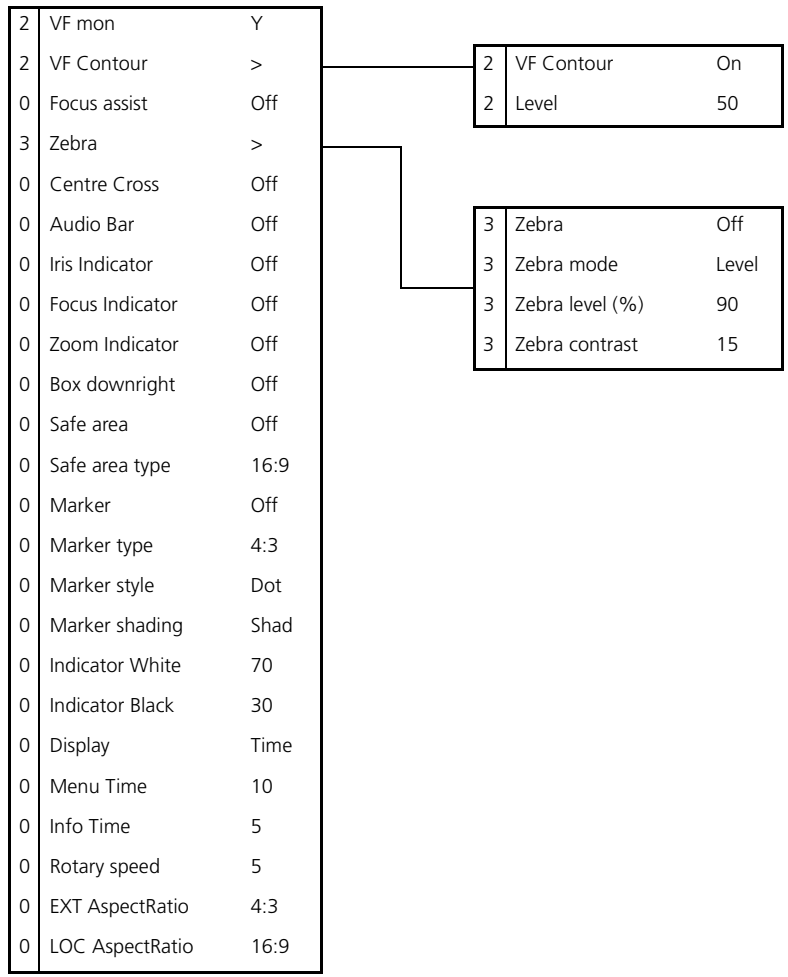 2 VF mon Y
2 VF Contour >
0 Focus assist Off
3 Zebra >
0 Centre Cross Off
0 Audio Bar Off
0 Iris Indicator Off
0 Focus Indicator Off
0 Zoom Indicator Off
0 Box downright Off
0 Safe area Off
0 Safe area type 16:9
0 Marker Off
0 Marker type 4:3
0 Marker style Dot
0 Marker shading Shad
0 Indicator White 70
0 Indicator Black 30
0 Display Time
0 Menu Time 10
0 Info Time 5
0 Rotary speed 5
0 EXT AspectRatio 4:3
0 LOC AspectRatio 16:9
2 VF Contour On
2 Level 50
3 Zebra Off
3 Zebra mode Level
3 Zebra level (%) 90
3 Zebra contrast 15